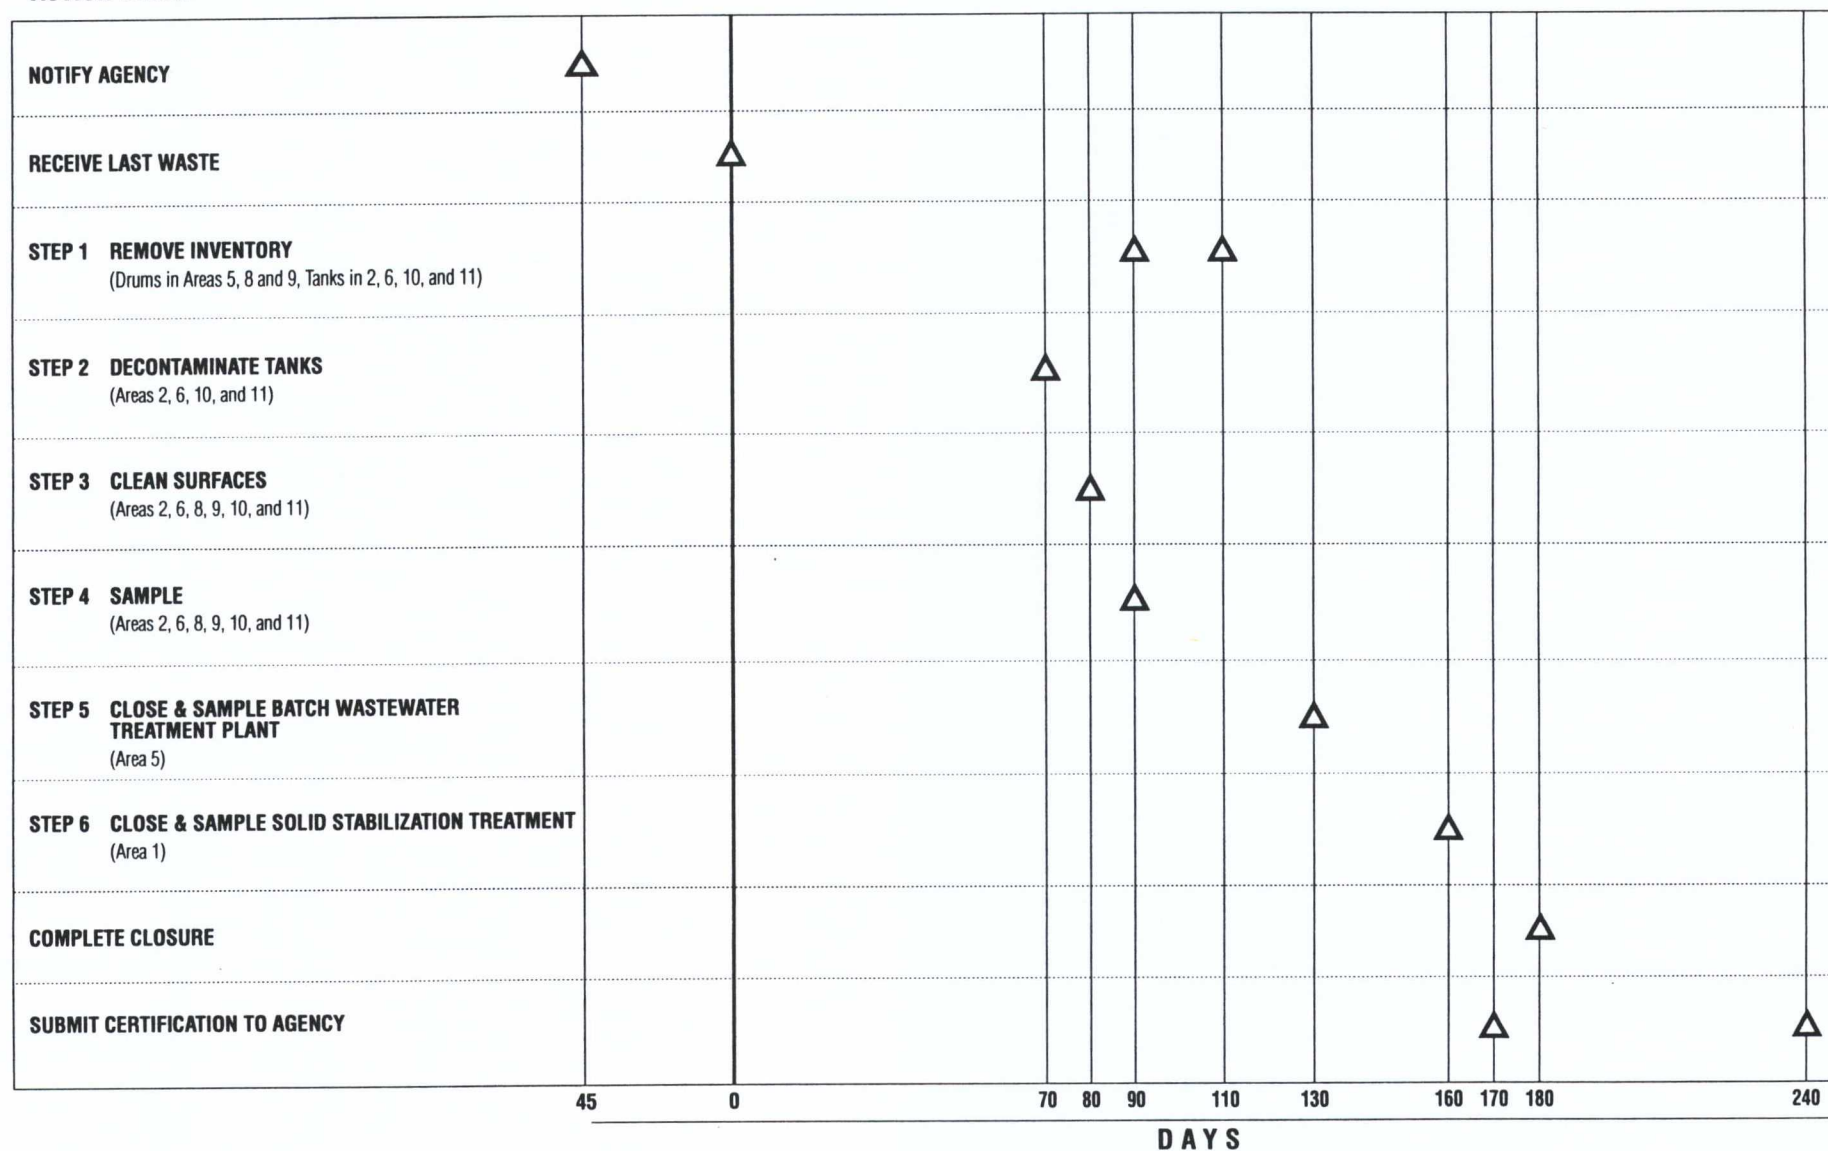 NOTIFY AGENCY
RECEIVE LAST WASTE
STEP 1 REMOVE INVENTORY
(Drums in Areas 5, 8 and 9, Tanks in 2, 6, 10, and 11)
STEP 2 DECONTAMINATE TANKS
(Areas 2, 6, 10, and 11)
STEP 3 CLEAN SURFACES
(Areas 2, 6, 8, 9, 10, and 11)
STEP 4 SAMPLE
(Areas 2, 6, 8, 9, 10, and 11)
STEP 5 CLOSE & SAMPLE BATCH WASTEWATER
TREATMENT PLANT
(Area 5)
STEP 6 CLOSE & SAMPLE SOLID STABILIZATION TREATMENT
(Area 1)
COMPLETE CLOSURE
SUBMIT CERTIFICATION TO AGENCY
45 0 70 80 90 110 130 160 170 180 240
DAYS